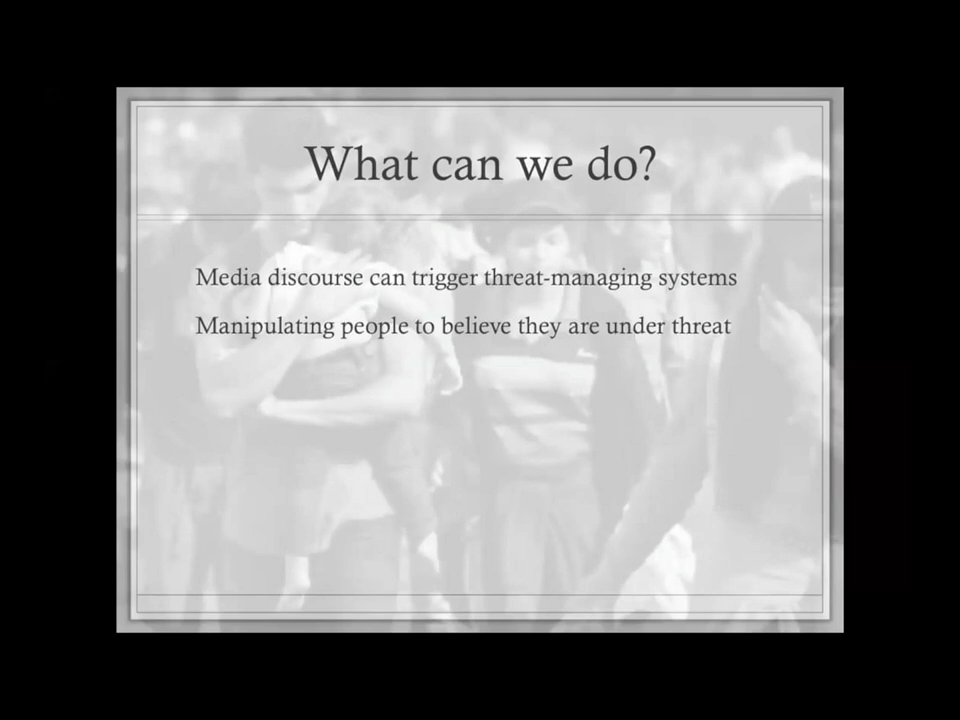 What can we do?
Media discourse can trigger threat-managing systems
Manipulating people to believe they are under threat